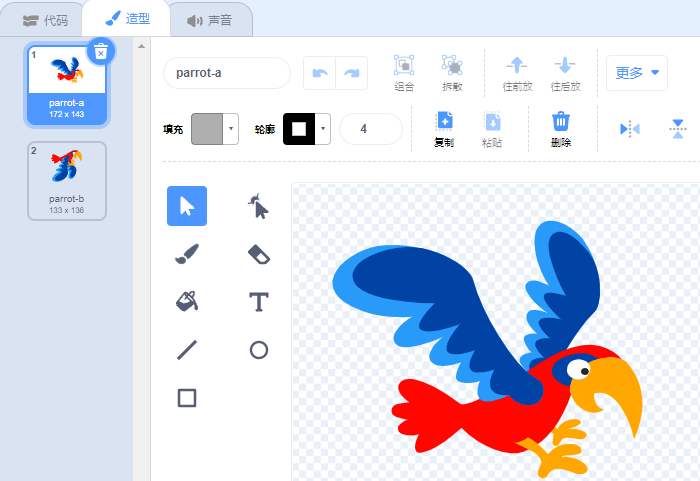 代码
造型
声音
1
parrot-a
172 x 143
2
parrot-b
133 x 136
parrot-a
组合
拆散
往前放
往后放
更多
填充
轮廓
4
复制
粘贴
删除
T